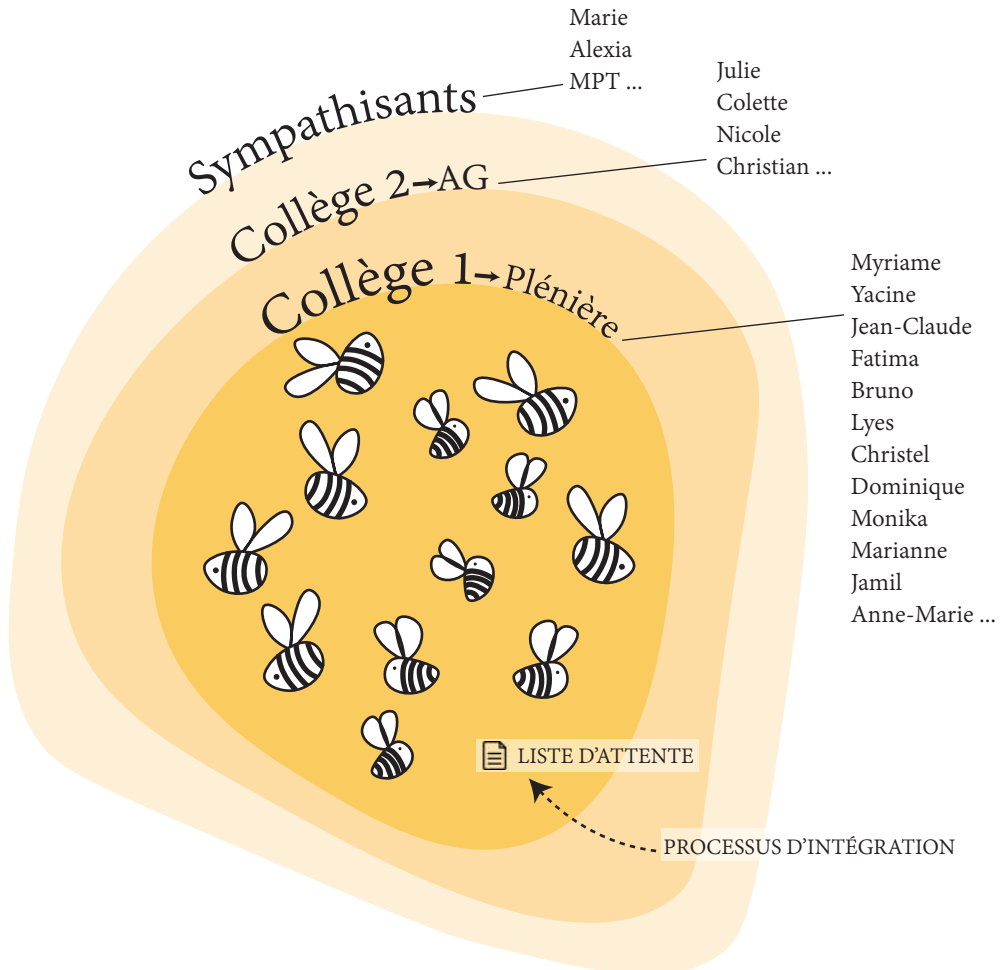 Marie
Alexia
MPT ...
Sympathisants
Julie
Colette
Nicole
Christian ...
Collège 2→AG
Collège 1→Plénière
Myriame
Yacine
Jean-Claude
Fatima
Bruno
Lyes
Christel
Dominique
Monika
Marianne
Jamil
Anne-Marie ...
LISTE D'ATTENTE
PROCESSUS D'INTÉGRATION